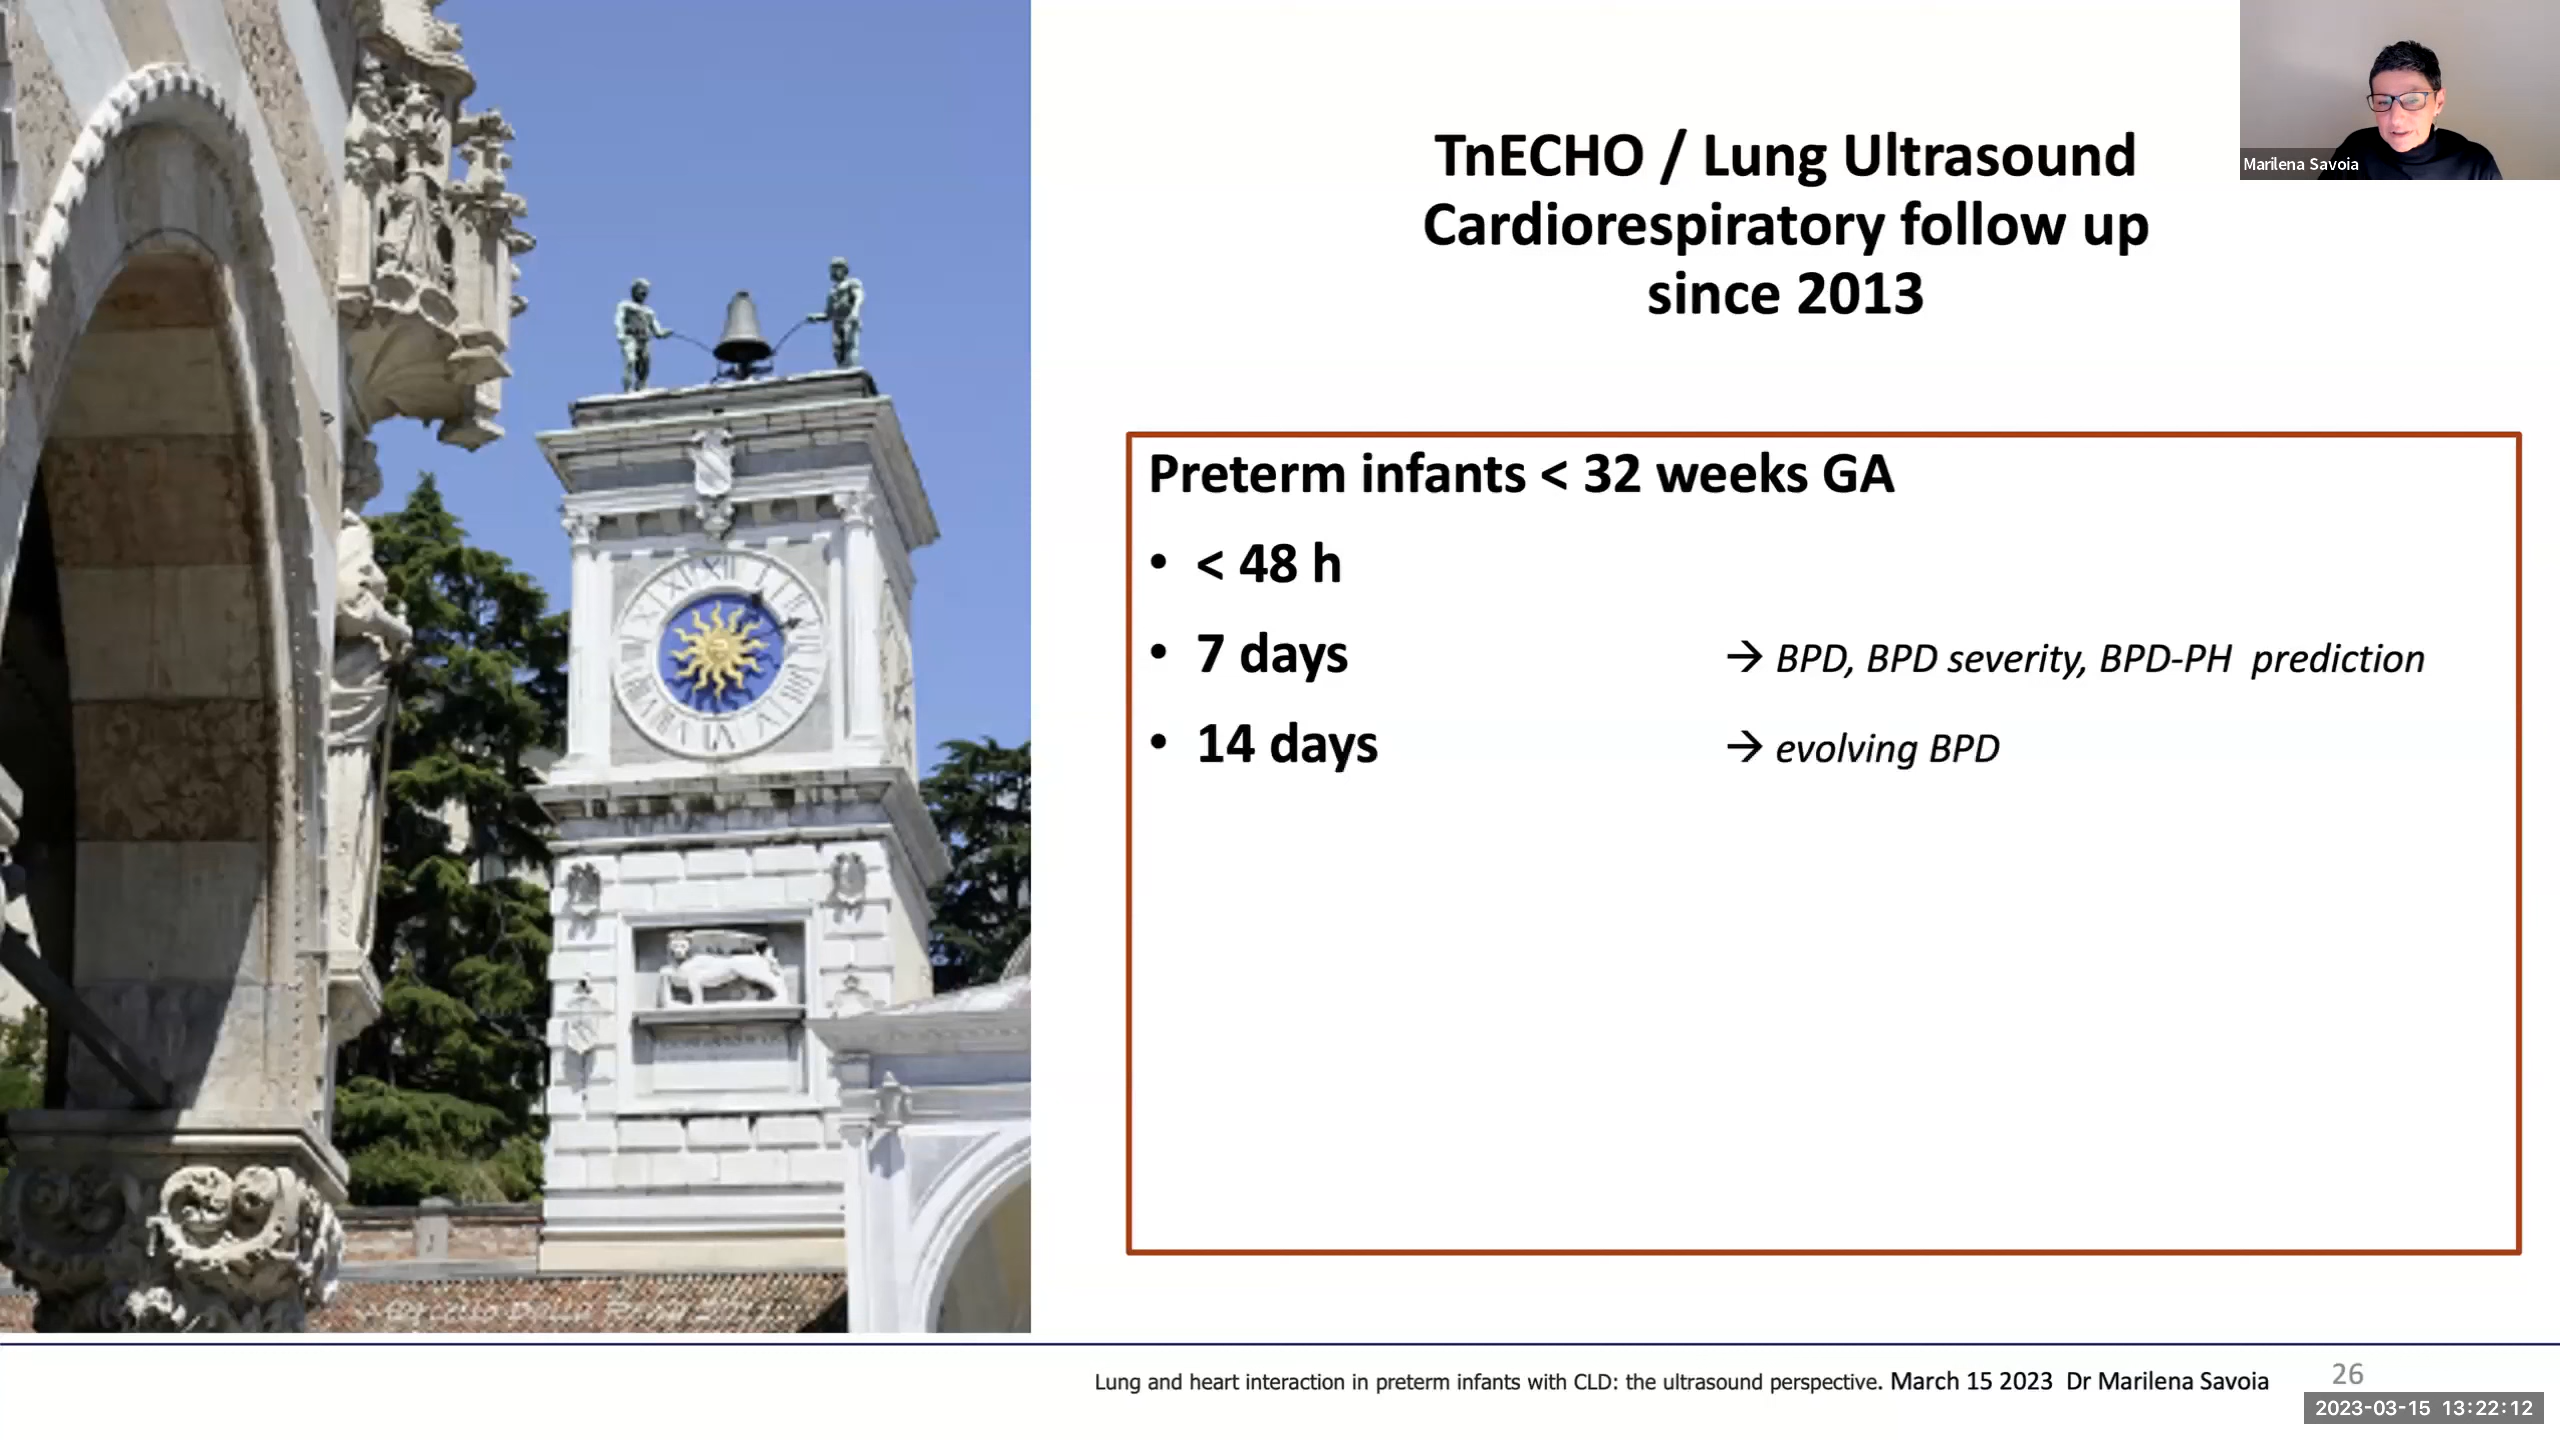 Marilena Savoia
TnECHO / Lung Ultrasound
Cardiorespiratory follow up
since 2013
Preterm infants < 32 weeks GA
• < 48 h
• 7 days → BPD, BPD severity, BPD-PH prediction
• 14 days → evolving BPD
Lung and heart interaction in preterm infants with CLD: the ultrasound perspective. March 15 2023 Dr Marilena Savoia
26
2023-03-15 13:22:12